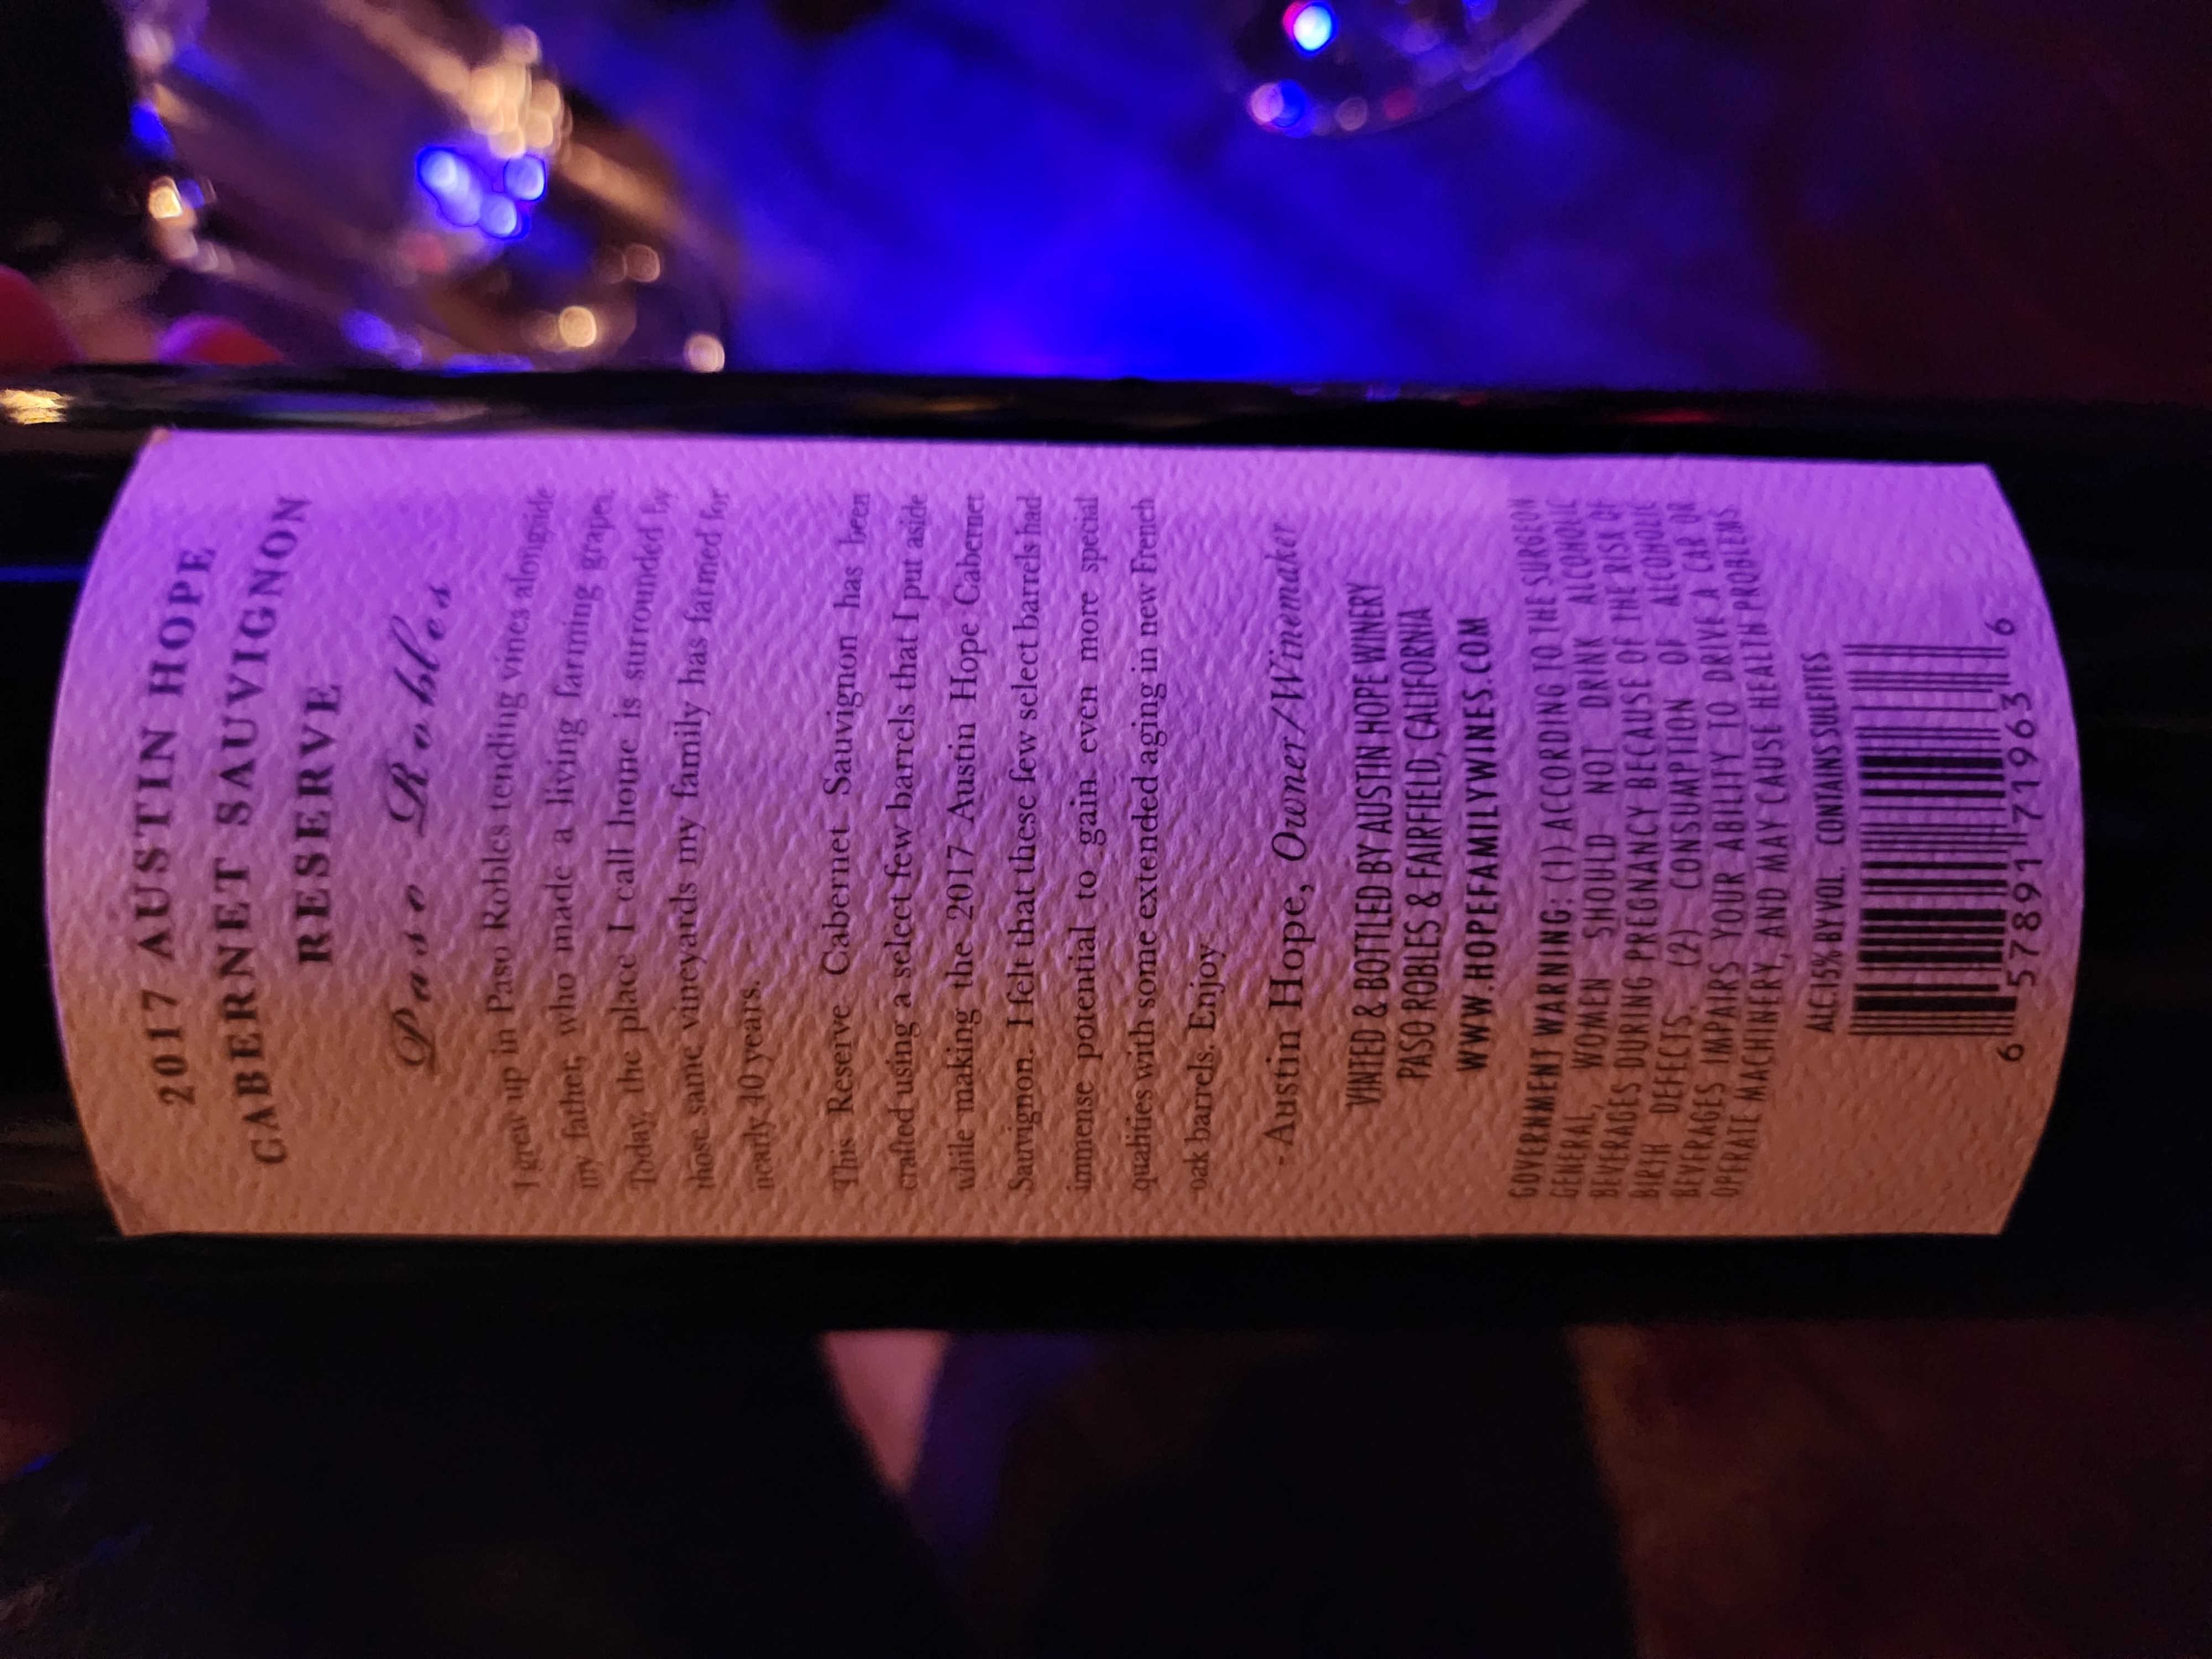 2017 AUSTIN HOPE
CABERNET SAUVIGNON
RESERVE
Paso Robles
I grew up in Paso Robles tending vines alongside
my father, who made a living farming grapes.
Today, the place I call home is surrounded by
those same vineyards my family has farmed for
nearly 40 years.
This Reserve Cabernet Sauvignon has been
crafted using a select few barrels that I put aside
while making the 2017 Austin Hope Cabernet
Sauvignon. I felt that these few select barrels had
immense potential to gain even more special
qualities with some extended aging in new French
oak barrels. Enjoy
- Austin Hope, Owner/Winemaker
VINTED & BOTTLED BY AUSTIN HOPE WINERY
PASO ROBLES & FAIRFIELD, CALIFORNIA
WWW.HOPEFAMILYWINES.COM
GOVERNMENT WARNING: (1) ACCORDING TO THE SURGEON
GENERAL, WOMEN SHOULD NOT DRINK ALCOHOLIC
BEVERAGES DURING PREGNANCY BECAUSE OF THE RISK OF
BIRTH DEFECTS. (2) CONSUMPTION OF ALCOHOLIC
BEVERAGES IMPAIRS YOUR ABILITY TO DRIVE A CAR OR
OPERATE MACHINERY, AND MAY CAUSE HEALTH PROBLEMS.
ALC.15% BY VOL. CONTAINS SULFITES
6 57891 71963 6